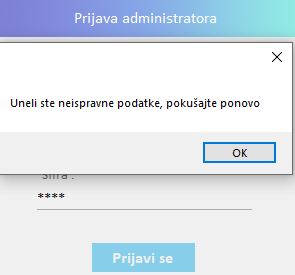 Prijava administratora
Uneli ste neispravne podatke, pokušajte ponovo
OK
Šifra :
****
Prijavi se